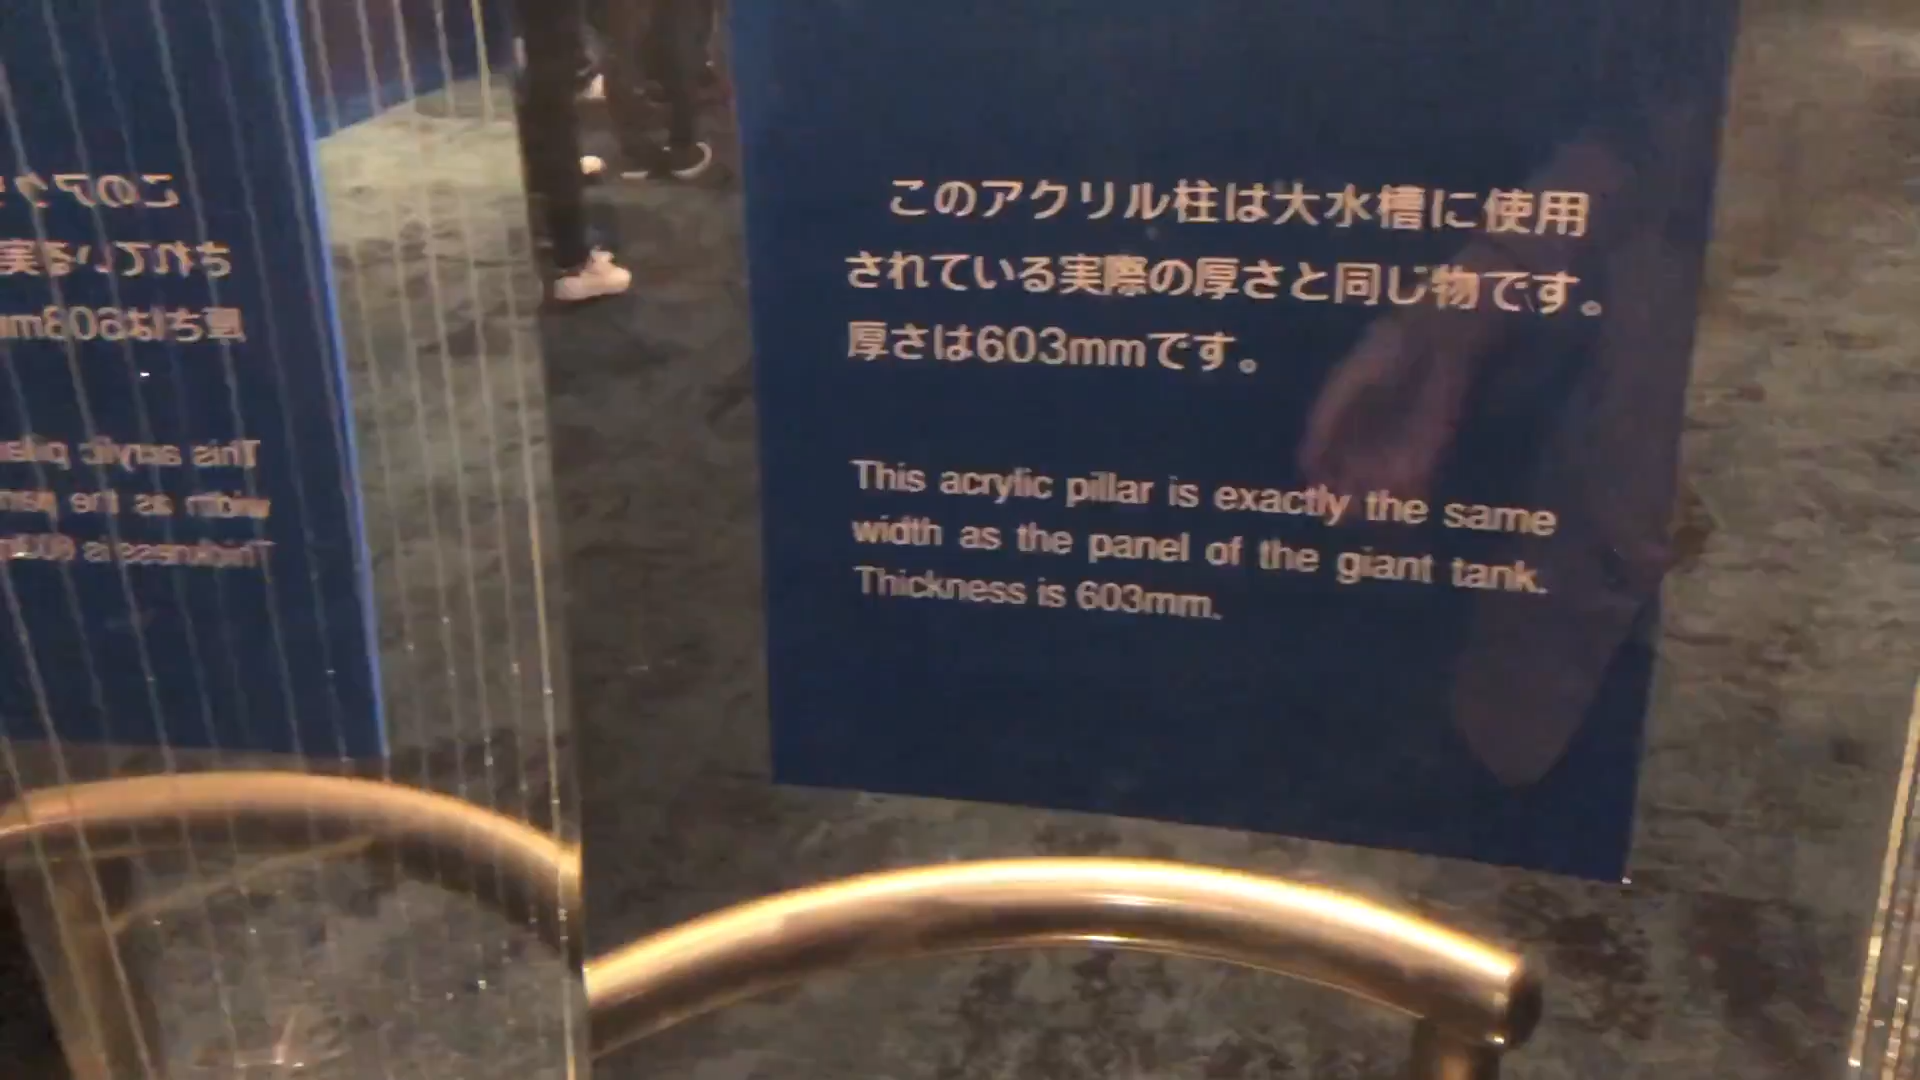 このアクリル柱は大水槽に使用
されている実際の厚さと同じ物です。
厚さは603mmです。
This acrylic pillar is exactly the same
width as the panel of the giant tank.
Thickness is 603mm.